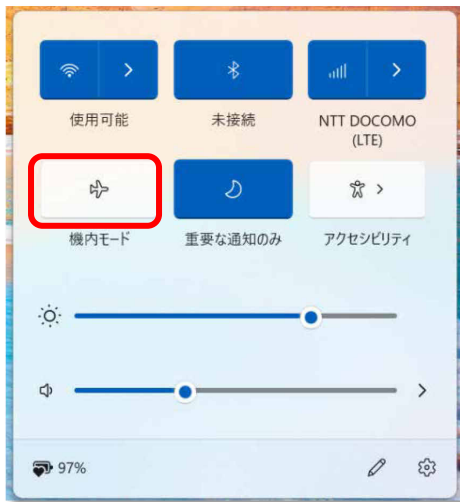 使用可能
未接続
NTT DOCOMO
(LTE)
機内モード
重要な通知のみ
アクセシビリティ
97%